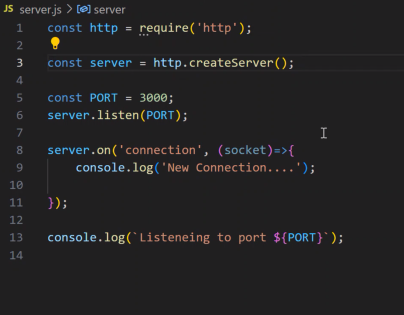 JS server.js > server
1 const http = require('http');
2
3 const server = http.createServer();
4
5 const PORT = 3000;
6 server.listen(PORT);
7
8 server.on('connection', (socket)=>{
9     console.log('New Connection....');
10
11 });
12
13 console.log(`Listeneing to port ${PORT}`);
14